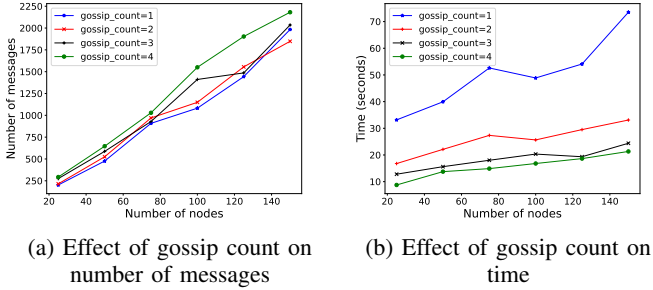 2250
2000
1750
1500
1250
1000
750
500
250
Number of messages
gossip_count=1
gossip_count=2
gossip_count=3
gossip_count=4
20 40 60 80 100 120 140
Number of nodes
(a) Effect of gossip count on
number of messages
70
60
50
40
30
20
10
Time (seconds)
gossip_count=1
gossip_count=2
gossip_count=3
gossip_count=4
20 40 60 80 100 120 140
Number of nodes
(b) Effect of gossip count on
time